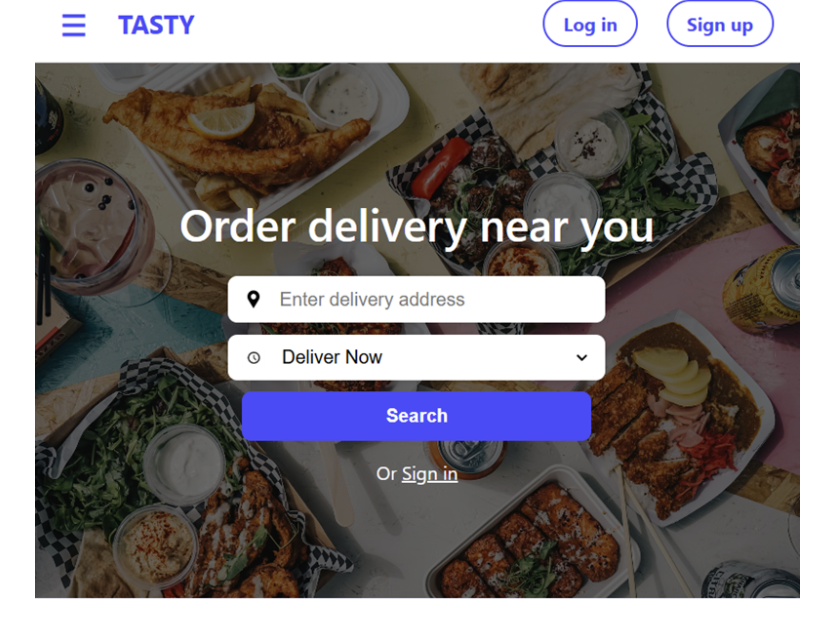 TASTY
Log in
Sign up
Order delivery near you
Enter delivery address
Deliver Now
Search
Or Sign in